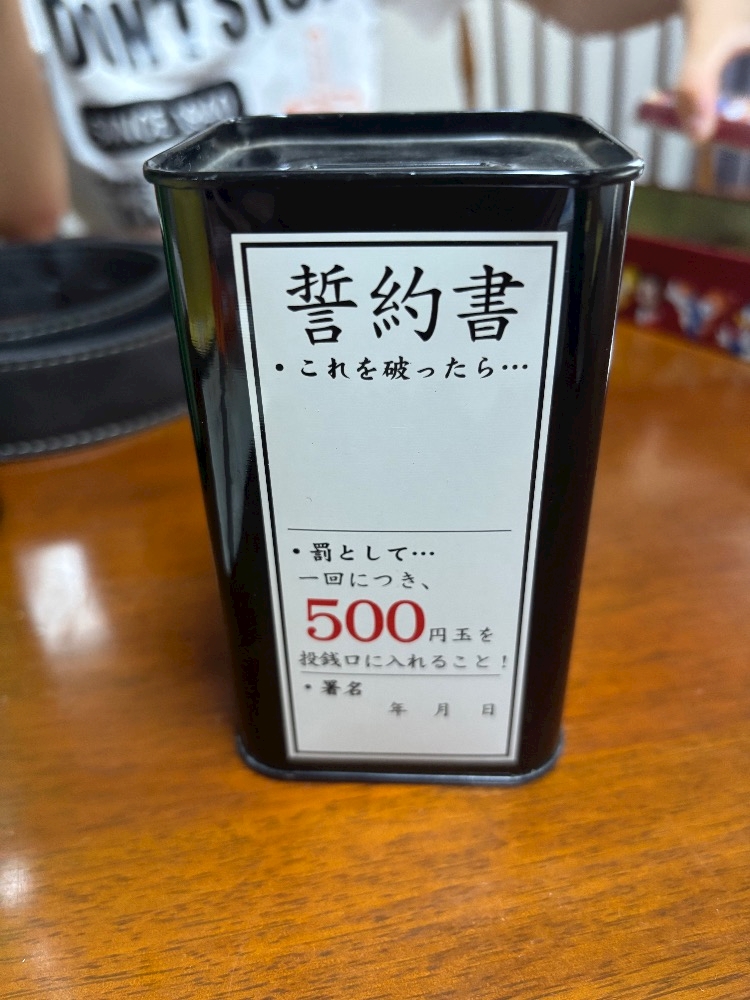 DON'T STO
誓約書
・これを破ったら…
・罰として…
一回につき、
500円玉を
投銭口に入れること！
・署名
年 月 日